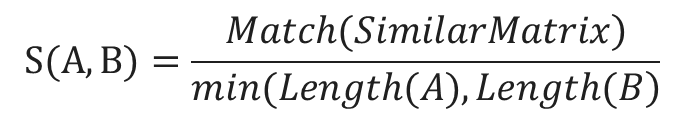 S(A, B) = Match(SimilarMatrix) / min(Length(A), Length(B)